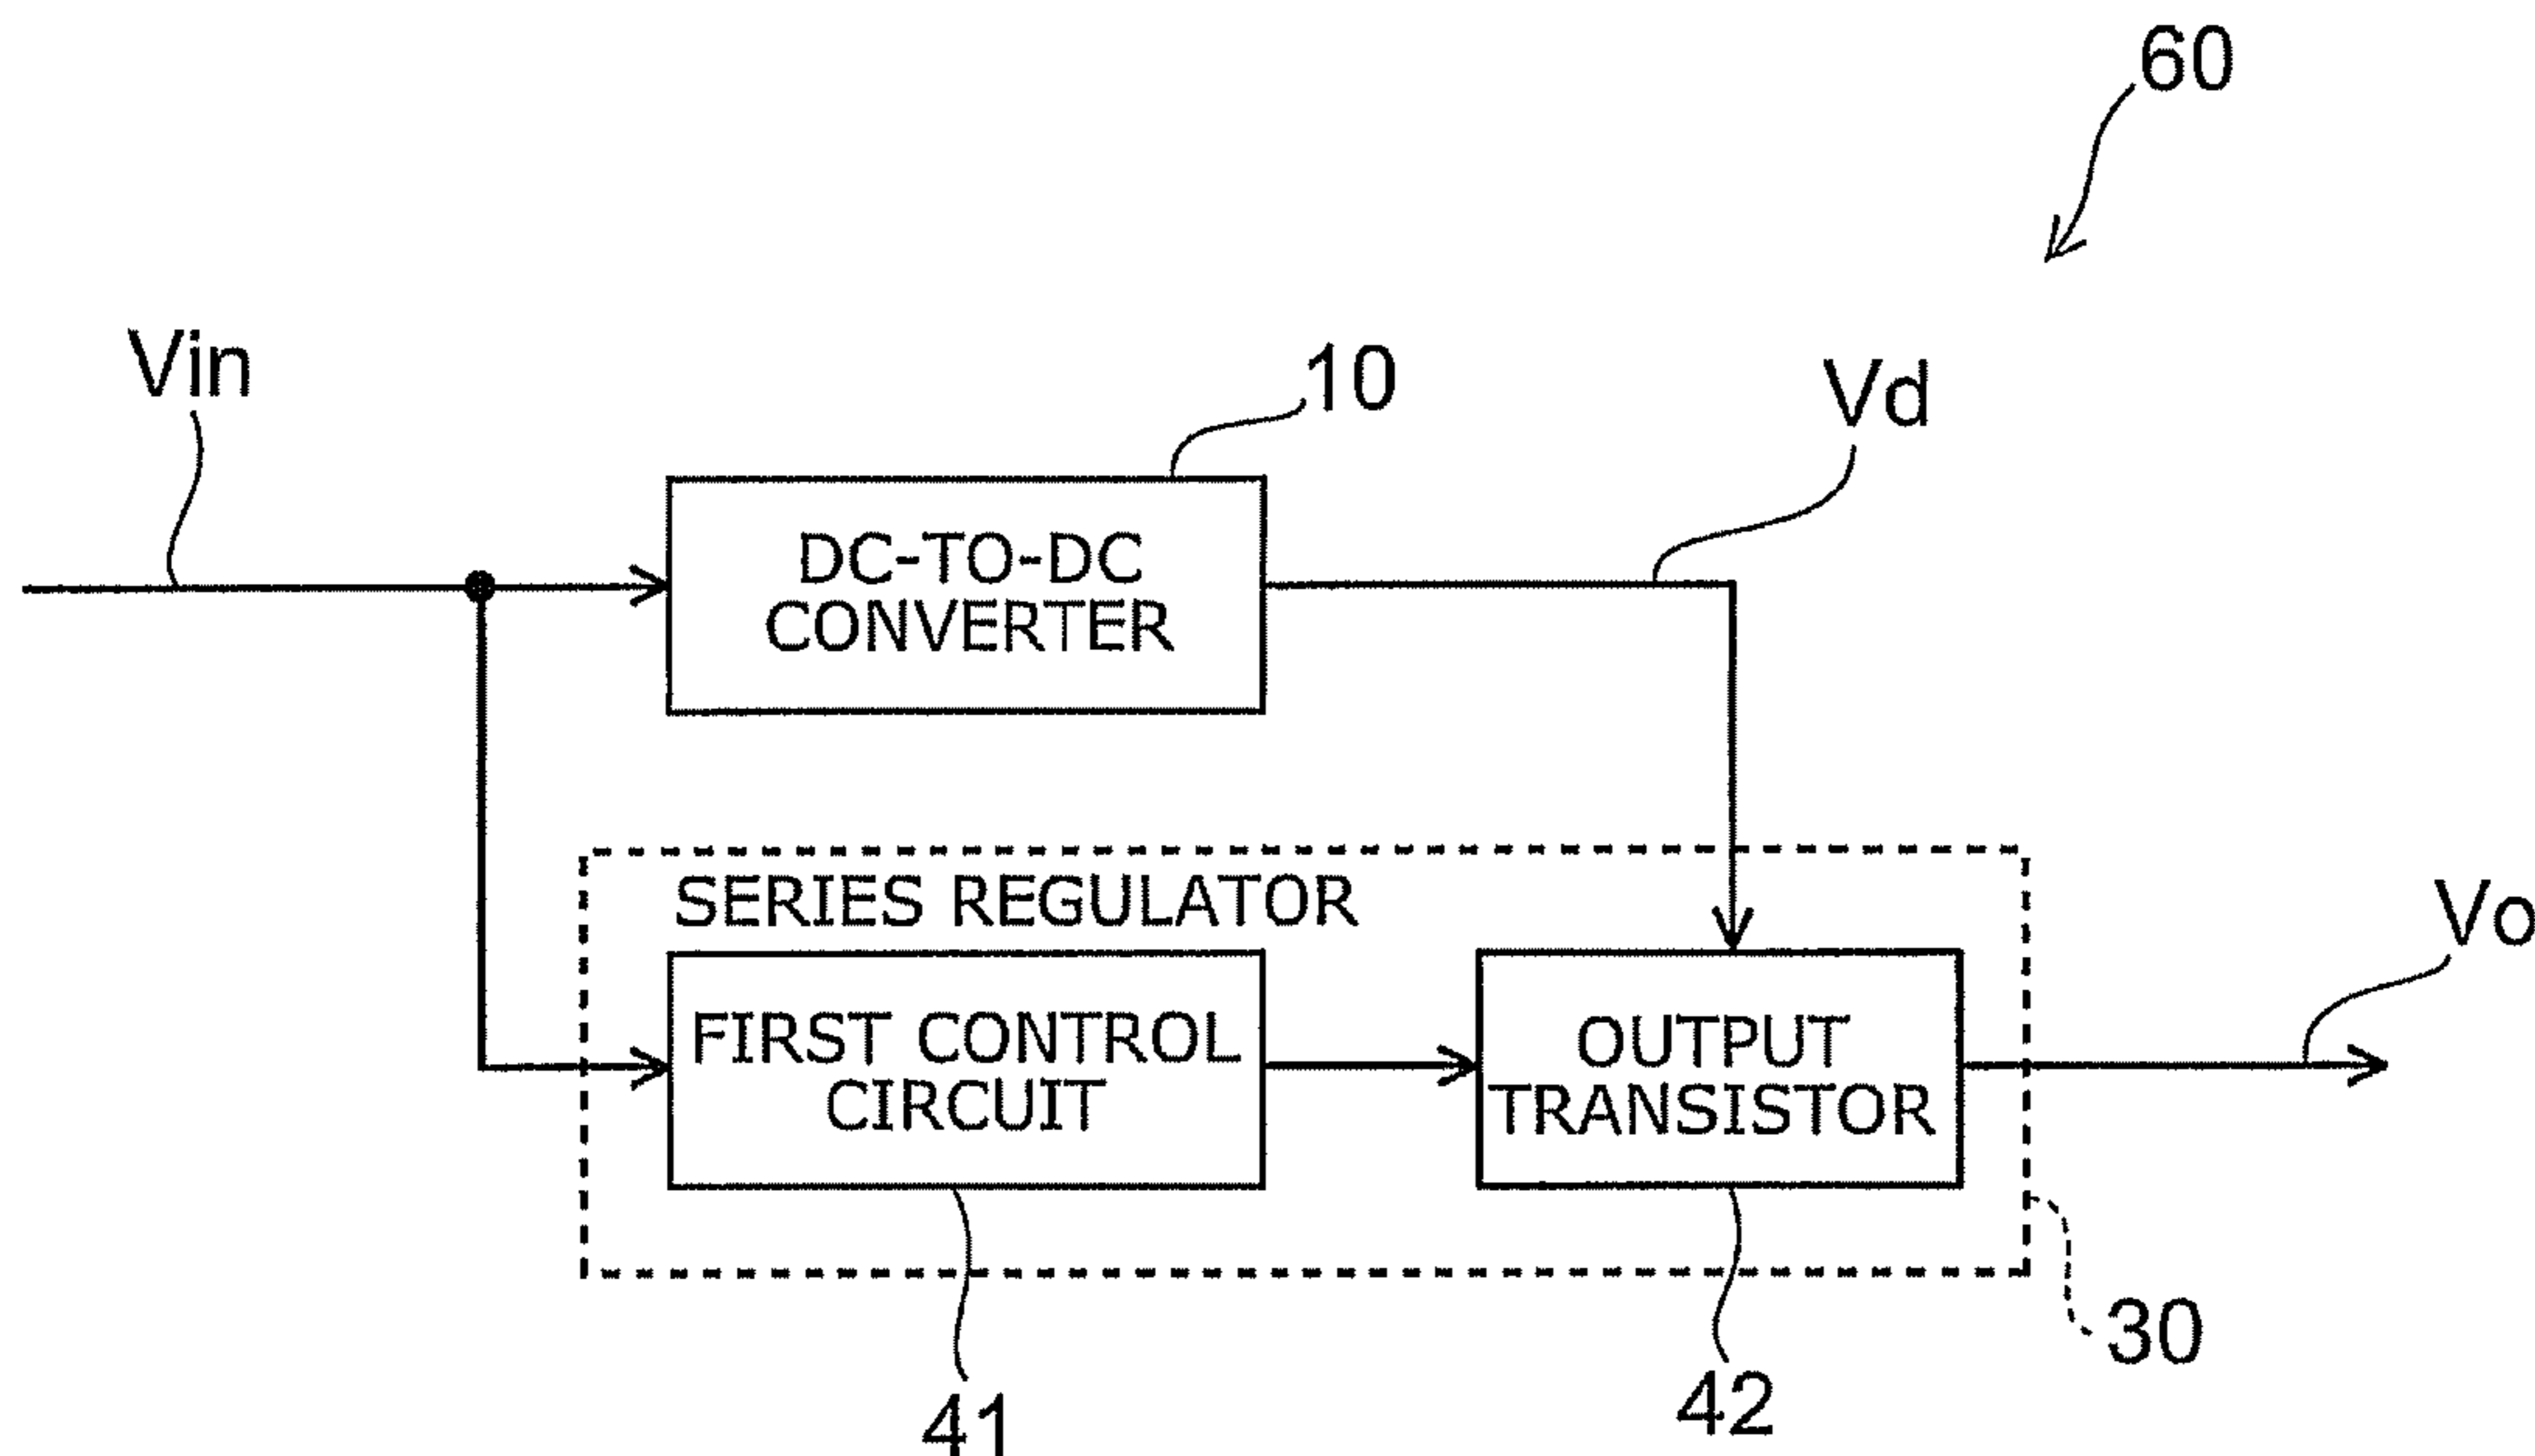 60
Vin
10
Vd
DC-TO-DC
CONVERTER
SERIES REGULATOR
Vo
FIRST CONTROL
CIRCUIT
OUTPUT
TRANSISTOR
30
41
42